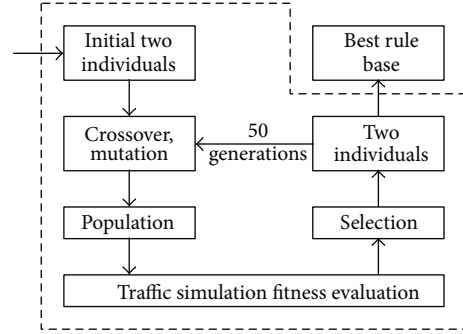 Initial two
individuals
Best rule
base
Crossover,
mutation
50
generations
Two
individuals
Population
Selection
Traffic simulation fitness evaluation